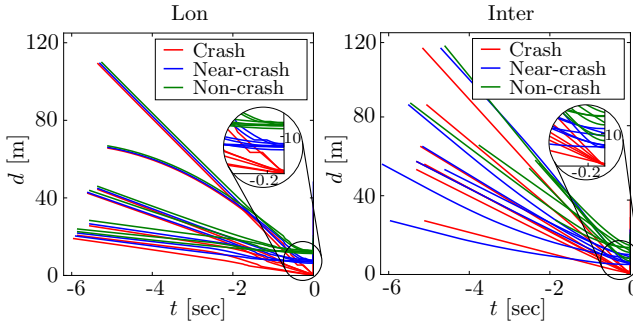 Lon
Inter
d [m]
120
80
40
0
-6
-4
-2
0
t [sec]
Crash
Near-crash
Non-crash
10
-0.2
d [m]
120
80
40
0
-6
-4
-2
0
t [sec]
Crash
Near-crash
Non-crash
10
-0.2